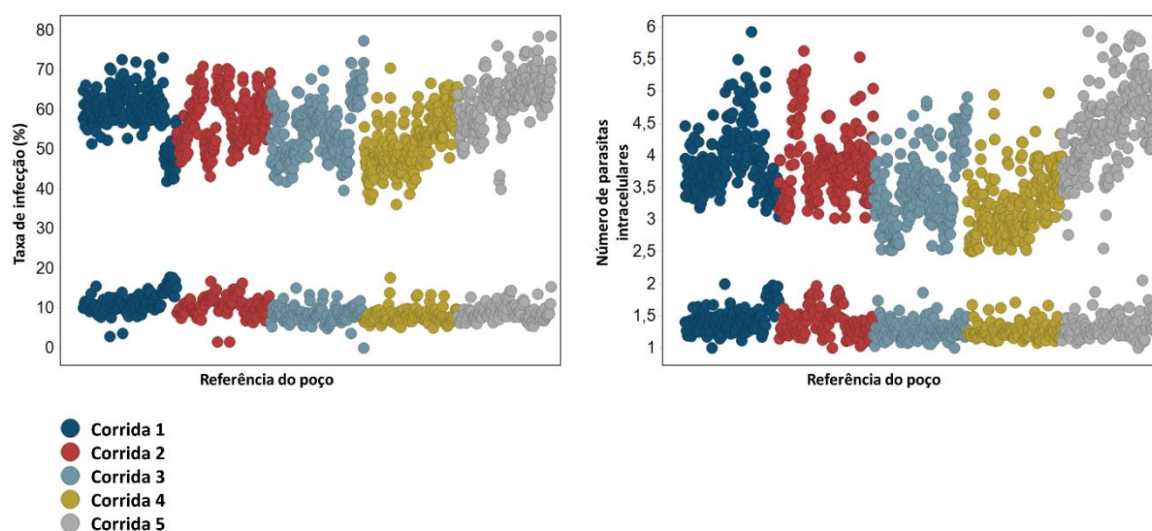 80
70
60
50
40
30
20
10
0
Taxa de infecção (%)
Referência do poço
6
5,5
5
4,5
4
3,5
3
2,5
2
1,5
1
Número de parasitas
intracelulares
Referência do poço
Corrida 1
Corrida 2
Corrida 3
Corrida 4
Corrida 5